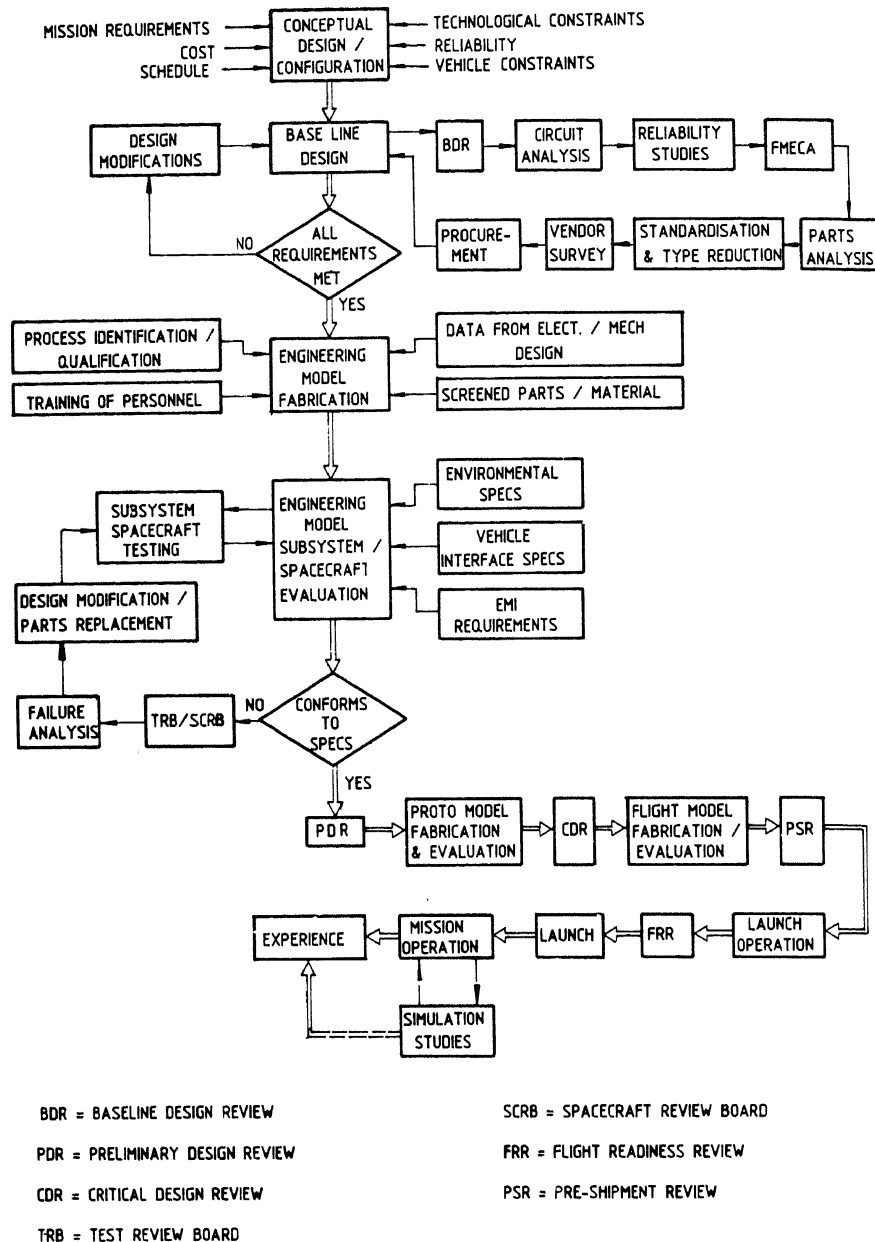 MISSION REQUIREMENTS
COST
SCHEDULE
CONCEPTUAL
DESIGN /
CONFIGURATION
TECHNOLOGICAL CONSTRAINTS
RELIABILITY
VEHICLE CONSTRAINTS
DESIGN
MODIFICATIONS
BASE LINE
DESIGN
BDR
CIRCUIT
ANALYSIS
RELIABILITY
STUDIES
FMECA
PROCURE-
MENT
VENDOR
SURVEY
STANDARDISATION
& TYPE REDUCTION
PARTS
ANALYSIS
NO
ALL
REQUIREMENTS
MET
YES
PROCESS IDENTIFICATION /
QUALIFICATION
TRAINING OF PERSONNEL
ENGINEERING
MODEL
FABRICATION
DATA FROM ELECT. / MECH
DESIGN
SCREENED PARTS / MATERIAL
SUBSYSTEM
SPACECRAFT
TESTING
ENGINEERING
MODEL
SUBSYSTEM /
SPACECRAFT
EVALUATION
ENVIRONMENTAL
SPECS
VEHICLE
INTERFACE SPECS
EMI
REQUIREMENTS
DESIGN MODIFICATION /
PARTS REPLACEMENT
FAILURE
ANALYSIS
TRB/SCRB
NO
CONFORMS
TO
SPECS
YES
PDR
PROTO MODEL
FABRICATION
& EVALUATION
CDR
FLIGHT MODEL
FABRICATION /
EVALUATION
PSR
EXPERIENCE
MISSION
OPERATION
LAUNCH
FRR
LAUNCH
OPERATION
SIMULATION
STUDIES
BDR = BASELINE DESIGN REVIEW
PDR = PRELIMINARY DESIGN REVIEW
CDR = CRITICAL DESIGN REVIEW
TRB = TEST REVIEW BOARD
SCRB = SPACECRAFT REVIEW BOARD
FRR = FLIGHT READINESS REVIEW
PSR = PRE-SHIPMENT REVIEW